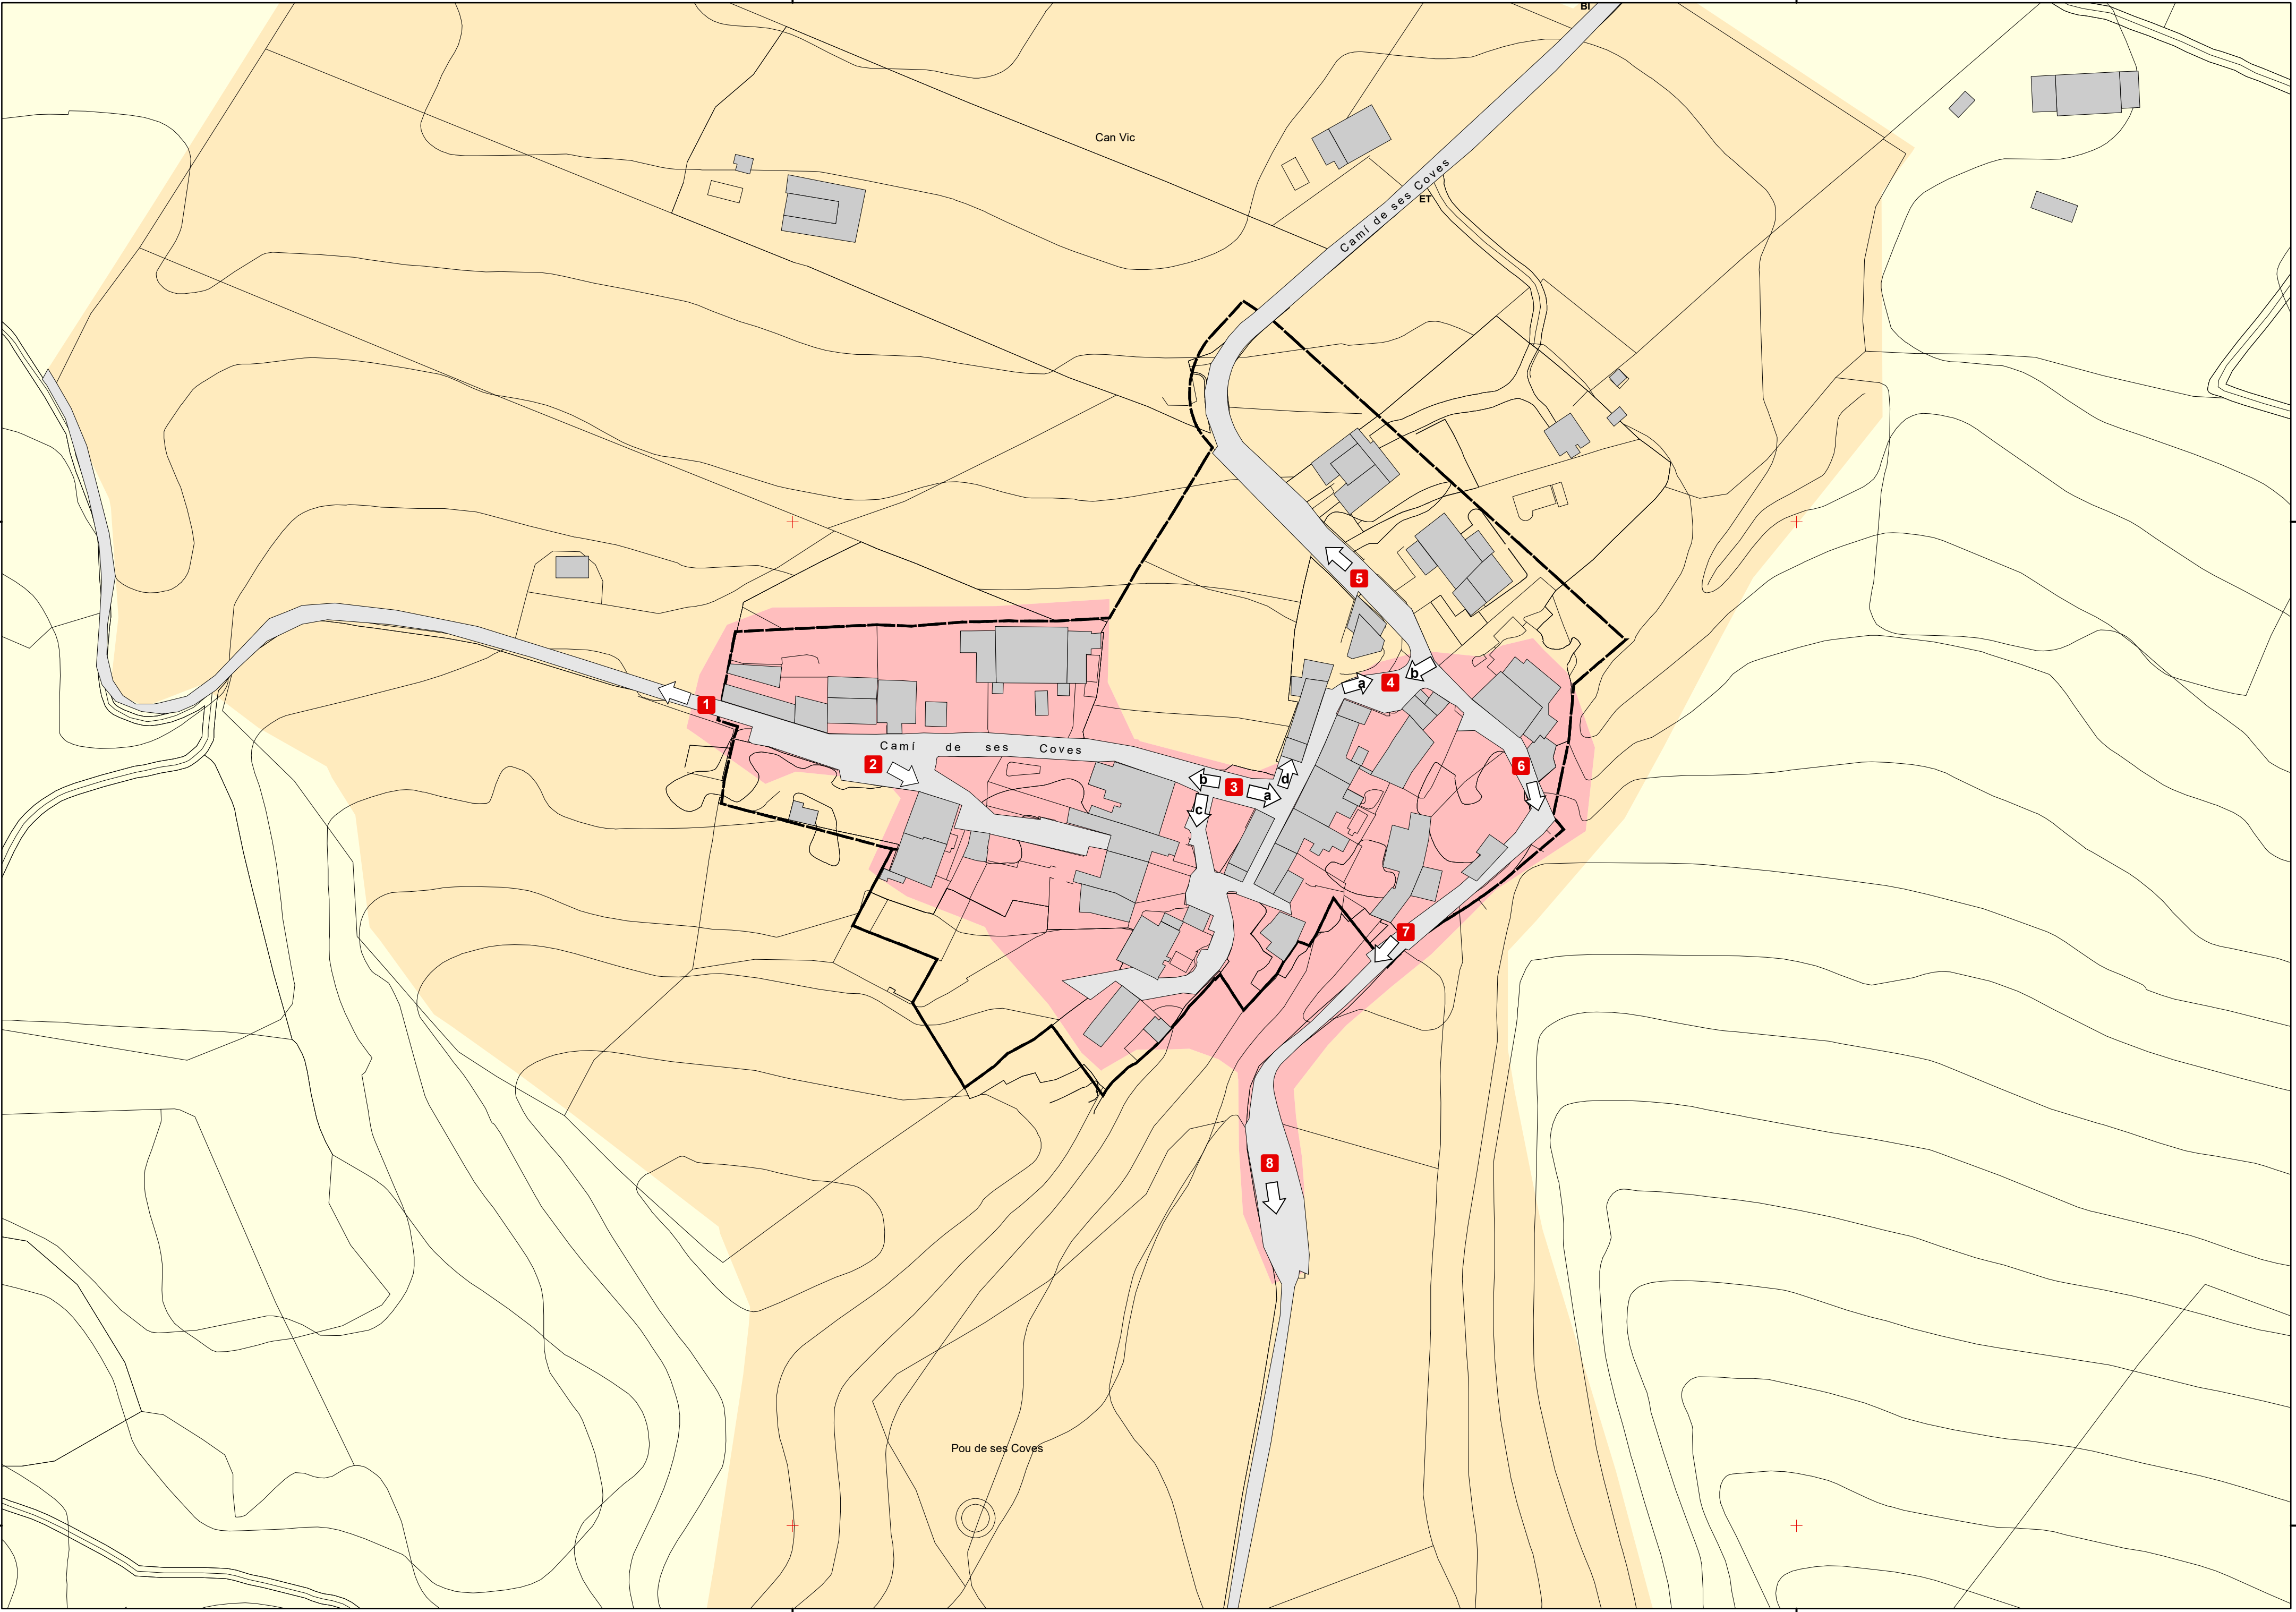 BI
Can Vic
Camí de ses Coves
ET
5
b
4
a
1
Camí de ses Coves
2
6
b
3
a
d
c
7
8
Pou de ses Coves